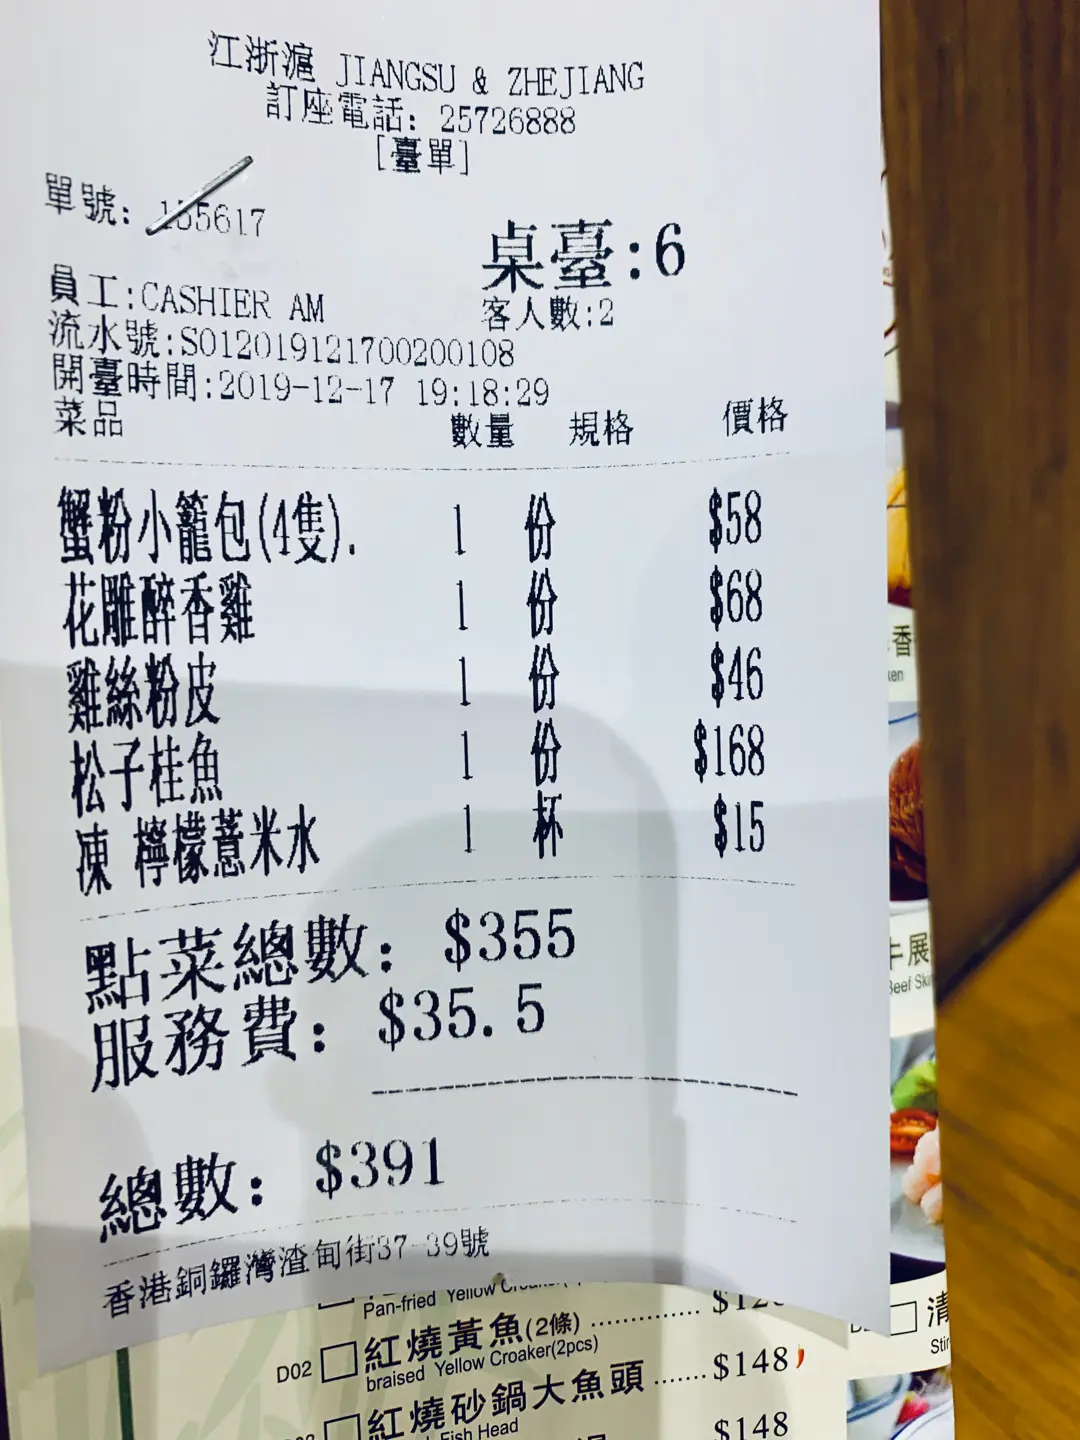 江浙滬 JIANGSU & ZHEJIANG
訂座電話: 25726888
[臺單]
單號: 155617
桌臺:6
員工:CASHIER AM
客人數:2
流水號:S012019121700200108
開臺時間:2019-12-17 19:18:29
菜品 數量 規格 價格
蟹粉小籠包(4隻). 1 份 $58
花雕醉香雞 1 份 $68
雞絲粉皮 1 份 $46
松子桂魚 1 份 $168
凍 檸檬薏米水 1 杯 $15
點菜總數: $355
服務費: $35.5
總數: $391
香港銅鑼灣渣甸街37-39號
Pan-fried Yellow
D02 紅燒黃魚(2條)
braised Yellow Croaker(2pcs)
紅燒砂鍋大魚頭 ....... $148
Fish Head
$148
香
牛展
Beef
清